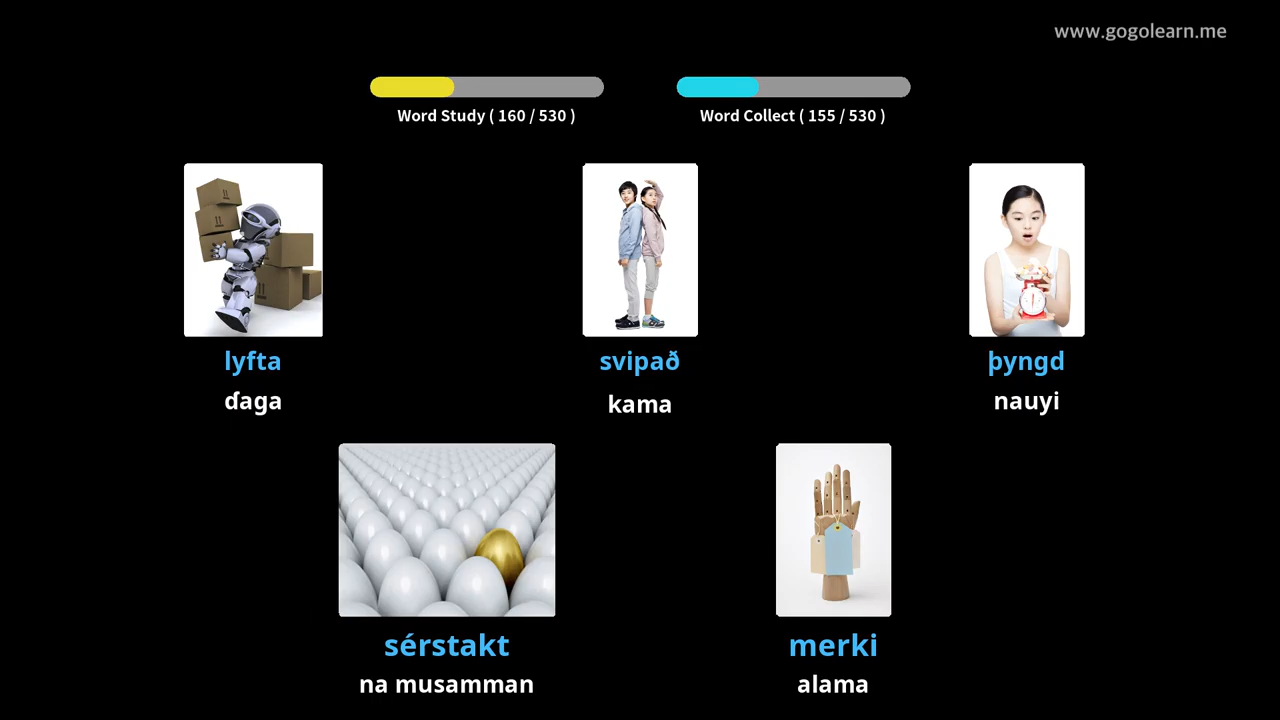 www.gogolearn.me
Word Study ( 160 / 530 )
Word Collect ( 155 / 530 )
lyfta
svipað
þyngd
ɗaga
kama
nauyi
sérstakt
merki
na musamman
alama